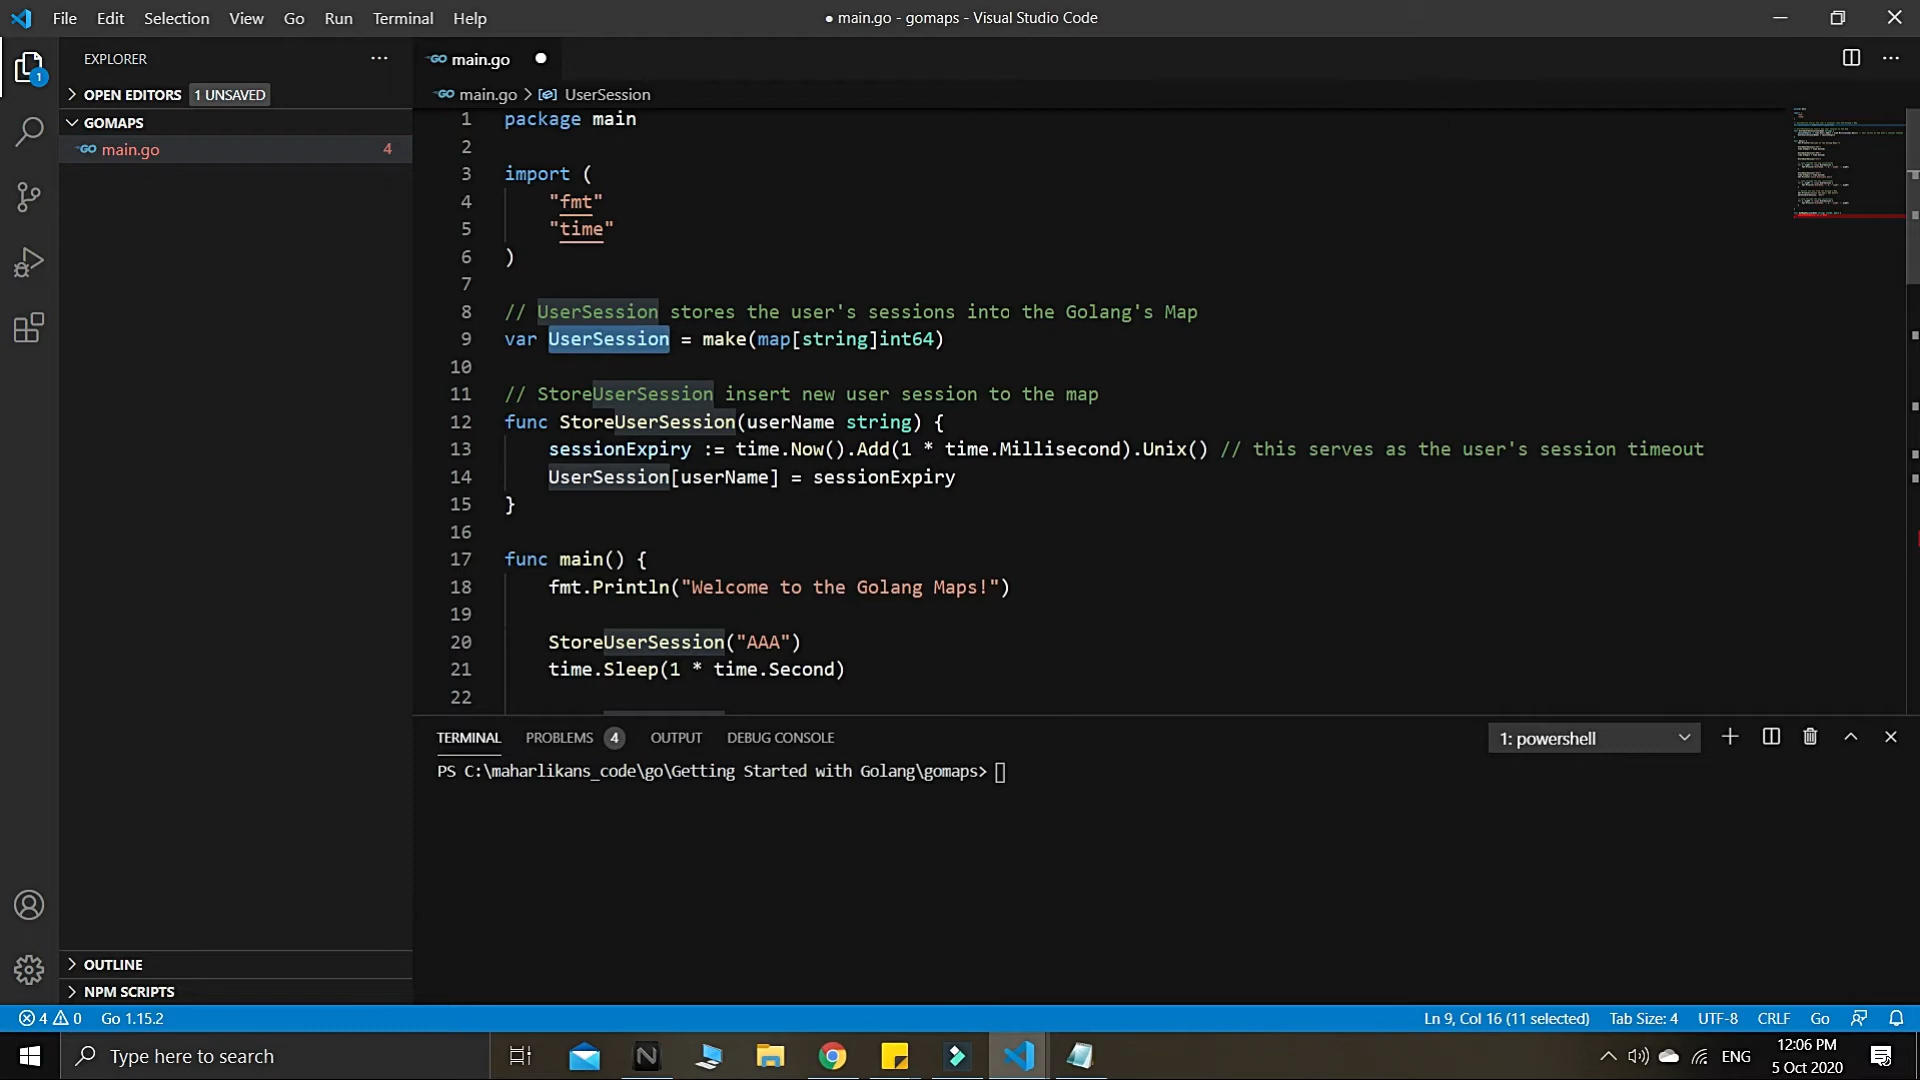 File Edit Selection View Go Run Terminal Help
● main.go - gomaps - Visual Studio Code
EXPLORER
OPEN EDITORS 1 UNSAVED
GOMAPS
main.go 4
1
OUTLINE
NPM SCRIPTS
main.go
main.go > UserSession
1 package main
2
3 import (
4 "fmt"
5 "time"
6 )
7
8 // UserSession stores the user's sessions into the Golang's Map
9 var UserSession = make(map[string]int64)
10
11 // StoreUserSession insert new user session to the map
12 func StoreUserSession(userName string) {
13 sessionExpiry := time.Now().Add(1 * time.Millisecond).Unix() // this serves as the user's session timeout
14 UserSession[userName] = sessionExpiry
15 }
16
17 func main() {
18 fmt.Println("Welcome to the Golang Maps!")
19
20 StoreUserSession("AAA")
21 time.Sleep(1 * time.Second)
22
TERMINAL PROBLEMS 4 OUTPUT DEBUG CONSOLE 1: powershell
PS C:\maharlikans_code\go\Getting Started with Golang\gomaps>
4 0 Go 1.15.2 Ln 9, Col 16 (11 selected) Tab Size: 4 UTF-8 CRLF Go
Type here to search
ENG
12:06 PM
5 Oct 2020